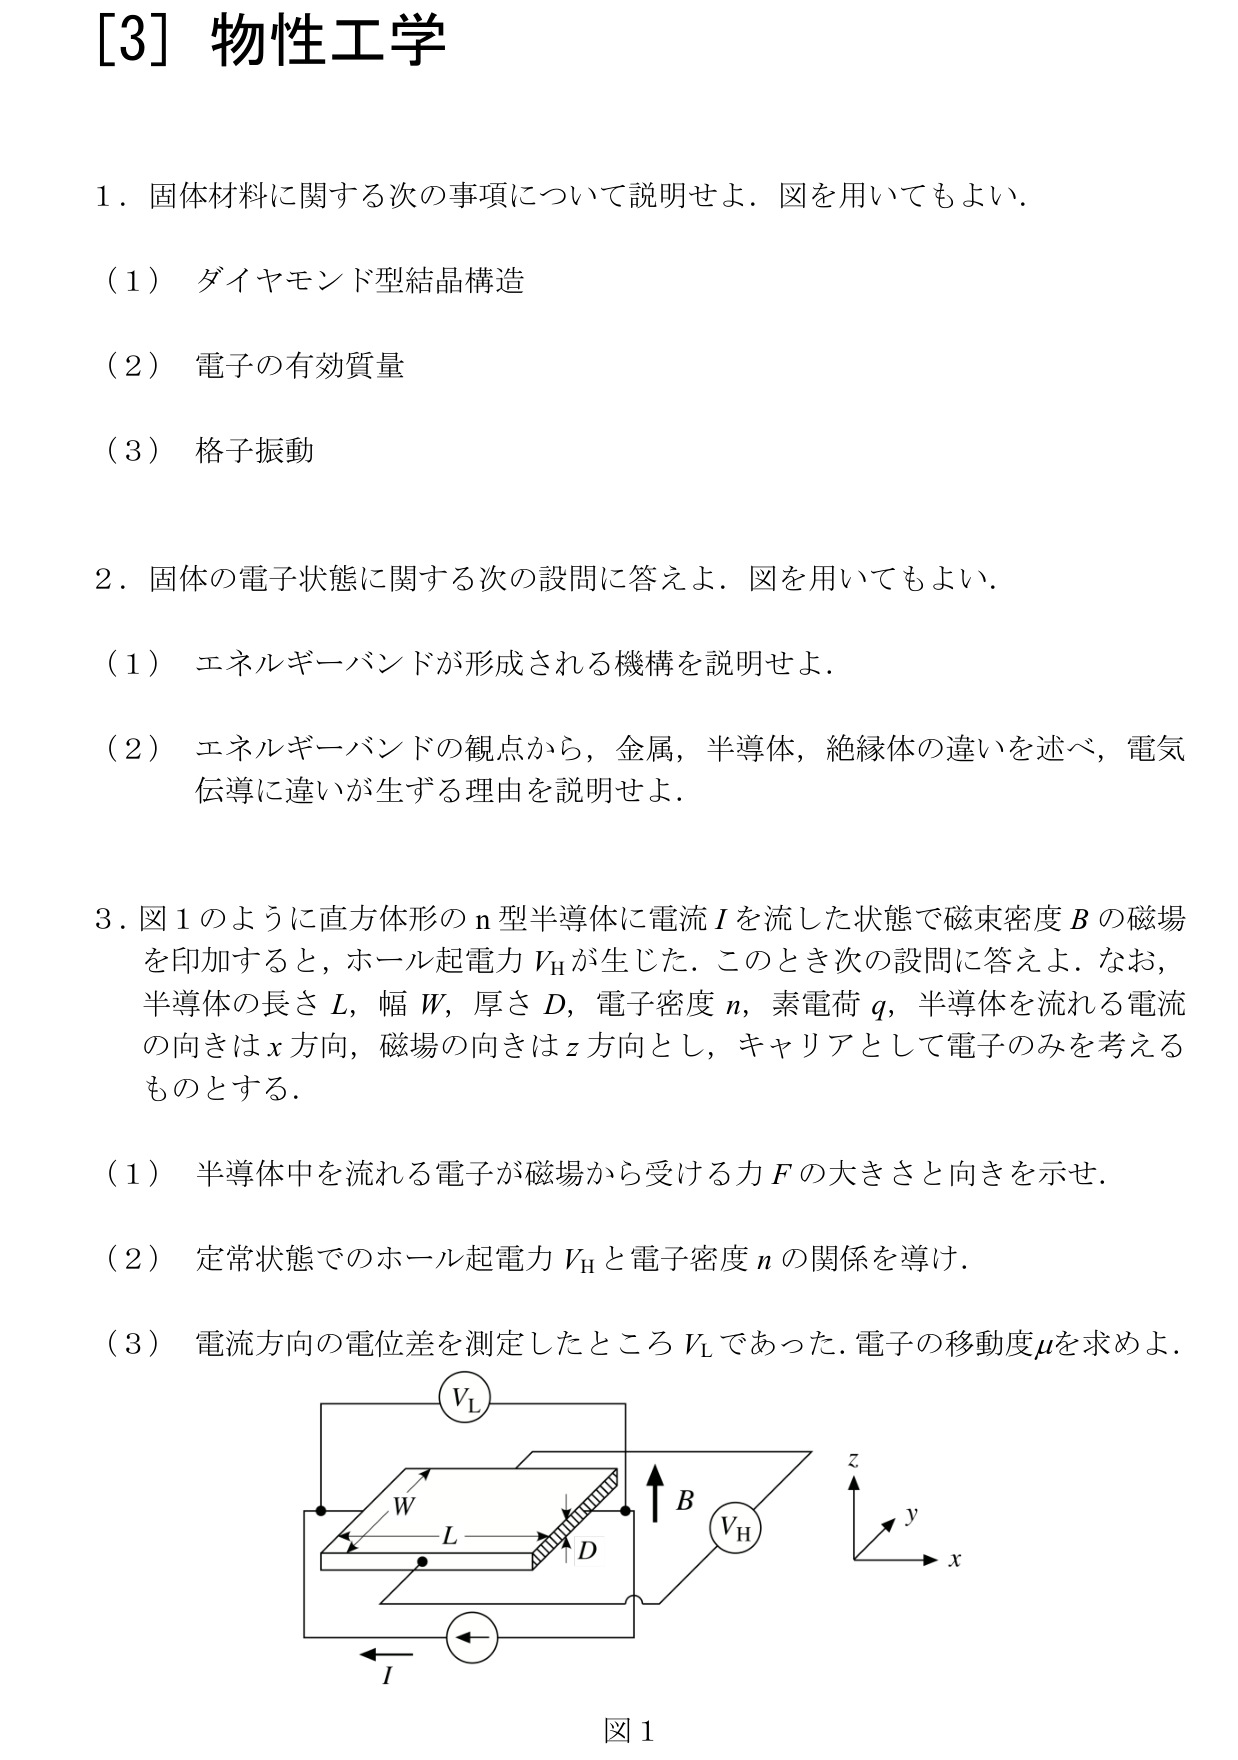 ［3］ 物性工学
１．固体材料に関する次の事項について説明せよ．図を用いてもよい．
（１） ダイヤモンド型結晶構造
（２） 電子の有効質量
（３） 格子振動
２．固体の電子状態に関する次の設問に答えよ．図を用いてもよい．
（１） エネルギーバンドが形成される機構を説明せよ．
（２） エネルギーバンドの観点から，金属，半導体，絶縁体の違いを述べ，電気
伝導に違いが生ずる理由を説明せよ．
３．図１のように直方体形の n 型半導体に電流 I を流した状態で磁束密度 B の磁場
を印加すると，ホール起電力 VH が生じた．このとき次の設問に答えよ．なお，
半導体の長さ L，幅 W，厚さ D，電子密度 n，素電荷 q，半導体を流れる電流
の向きは x 方向，磁場の向きは z 方向とし，キャリアとして電子のみを考える
ものとする．
（１） 半導体中を流れる電子が磁場から受ける力 F の大きさと向きを示せ．
（２） 定常状態でのホール起電力 VH と電子密度 n の関係を導け．
（３） 電流方向の電位差を測定したところ VL であった．電子の移動度μを求めよ．
VL
z
W
B
VH
y
L
D
x
I
図１